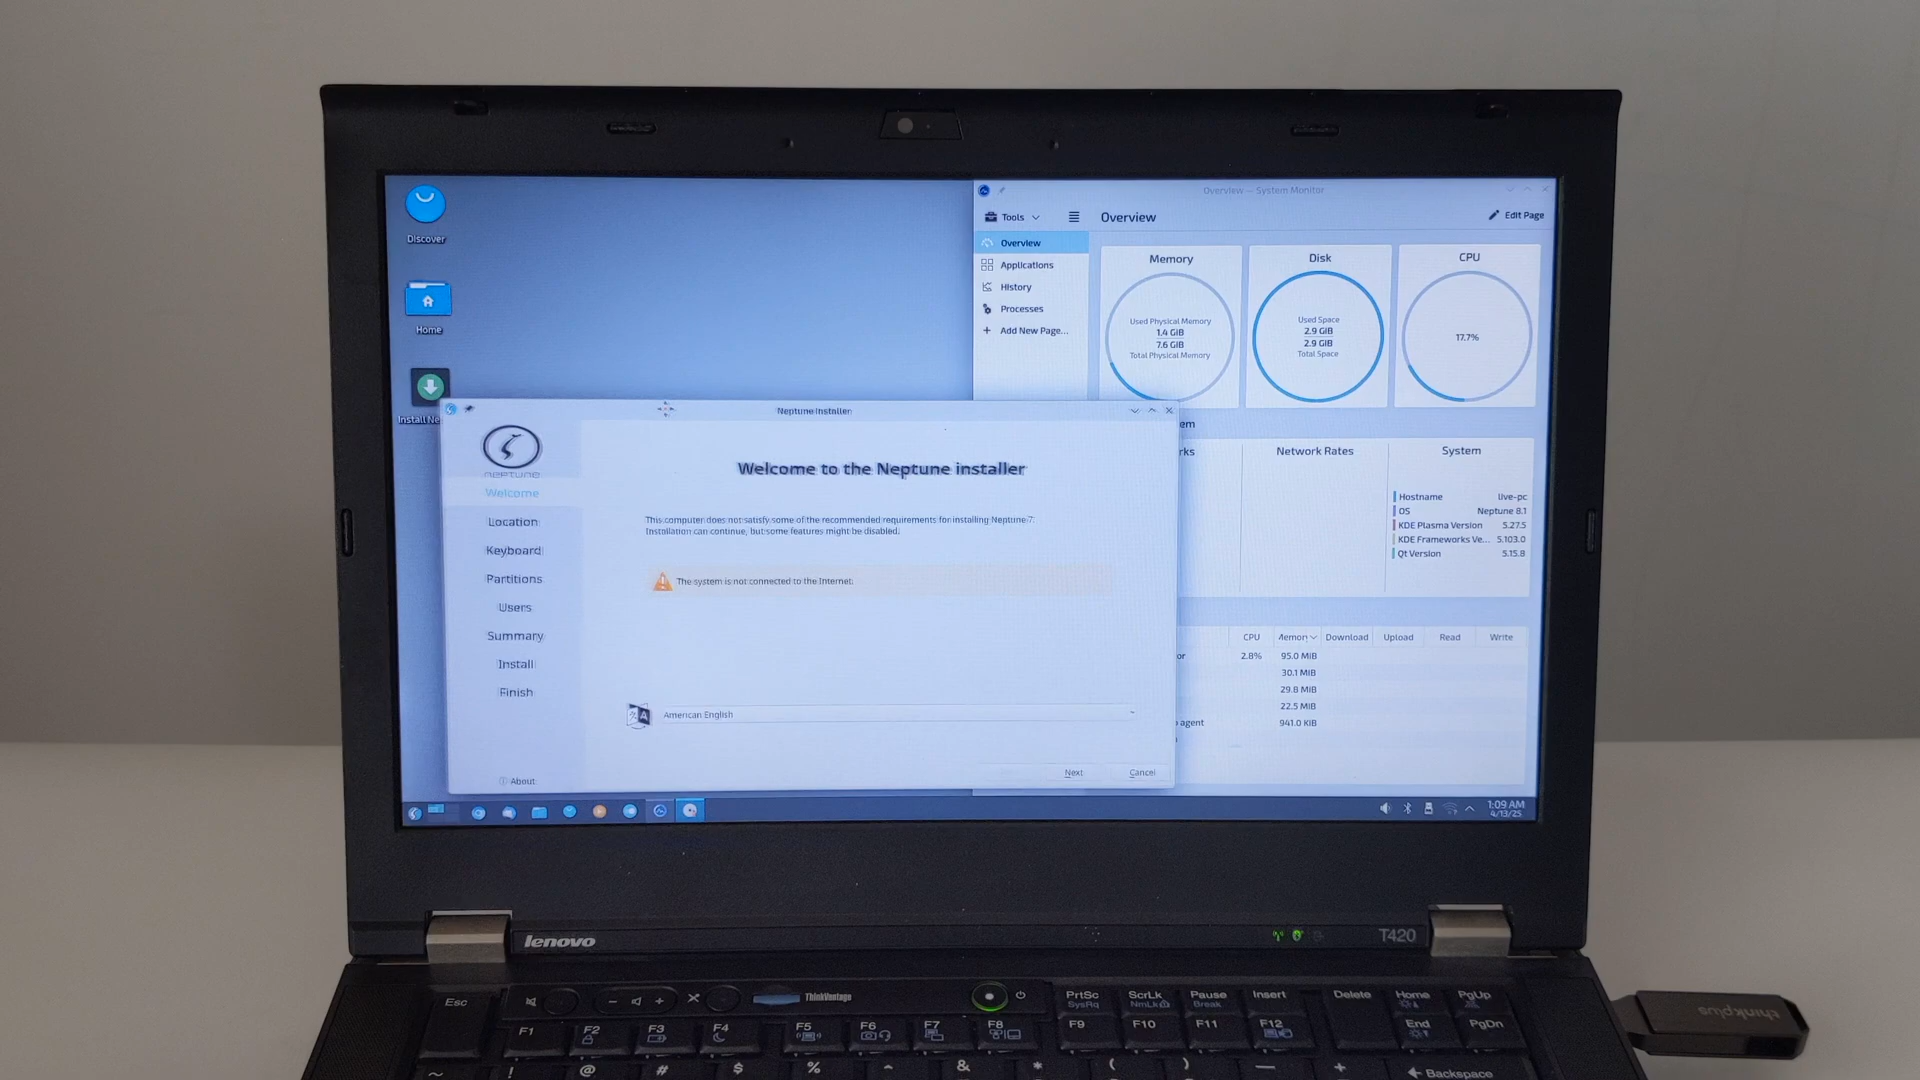 Discover
Home
Install Ne
Overview — System Monitor
Tools
Overview
Edit Page
Overview
Applications
History
Processes
Add New Page...
Memory
Used Physical Memory
1.4 GiB
7.6 GiB
Total Physical Memory
Disk
Used Space
2.9 GiB
2.9 GiB
Total Space
CPU
17.7%
em
rks
Network Rates
System
Hostname live-pc
OS Neptune 8.1
KDE Plasma Version 5.27.5
KDE Frameworks Ve... 5.103.0
Qt Version 5.15.8
CPU Memory Download Upload Read Write
or 2.8% 95.0 MiB
30.1 MiB
29.8 MiB
22.5 MiB
agent 941.0 KiB
Neptune Installer
NEPTUNE
Welcome
Location
Keyboard
Partitions
Users
Summary
Install
Finish
About
Welcome to the Neptune installer
This computer does not satisfy some of the recommended requirements for installing Neptune 7.
Installation can continue, but some features might be disabled.
The system is not connected to the Internet.
American English
Next
Cancel
1:09 AM
4/13/25
lenovo
T420
Esc
ThinkVantage
PrtSc
SysRq
ScrLk
NmLk
Pause
Break
Insert
Delete
Home
PgUp
F1 F2 F3 F4 F5 F6 F7 F8 F9 F10 F11 F12
End
PgDn
~ ! @ # $ % ^ & * ( ) — +
Backspace
thinkplus